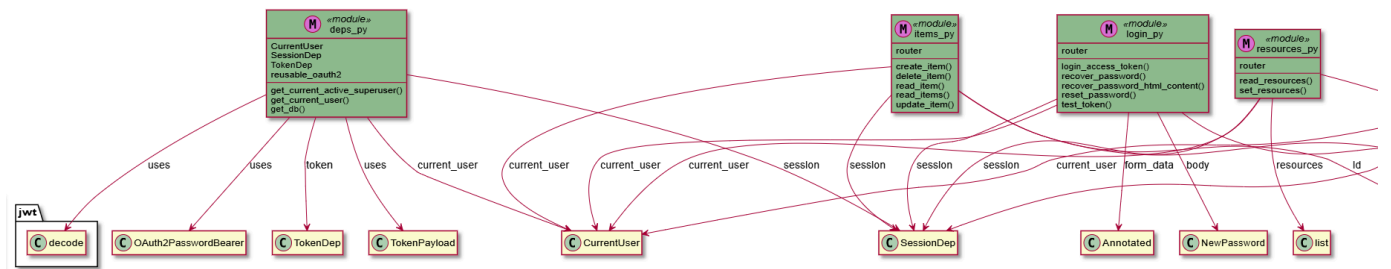 M «module»
deps_py
CurrentUser
SessionDep
TokenDep
reusable_oauth2
get_current_active_superuser()
get_current_user()
get_db()
M «module»
items_py
router
create_item()
delete_item()
read_item()
read_items()
update_item()
M «module»
login_py
router
login_access_token()
recover_password()
recover_password_html_content()
reset_password()
test_token()
M «module»
resources_py
router
read_resources()
set_resources()
uses
uses
token
uses
current_user
current_user
current_user
current_user
session
session
session
session
current_user
form_data
body
resources
id
jwt
C decode
C OAuth2PasswordBearer
C TokenDep
C TokenPayload
C CurrentUser
C SessionDep
C Annotated
C NewPassword
C list